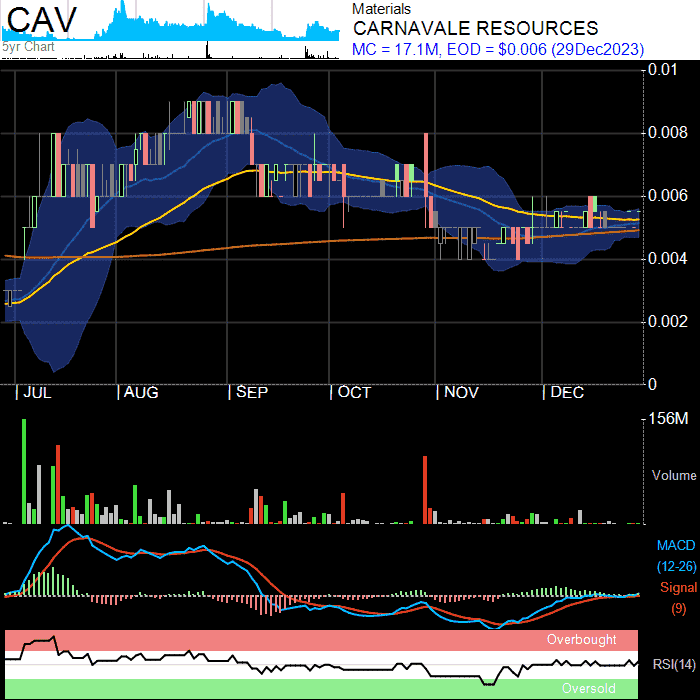 CAV
5yr Chart
Materials
CARNAVALE RESOURCES
MC = 17.1M, EOD = $0.006 (29Dec2023)
0.01
0.008
0.006
0.004
0.002
0
JUL AUG SEP OCT NOV DEC
156M
Volume
MACD
(12-26)
Signal
(9)
Overbought
RSI(14)
Oversold